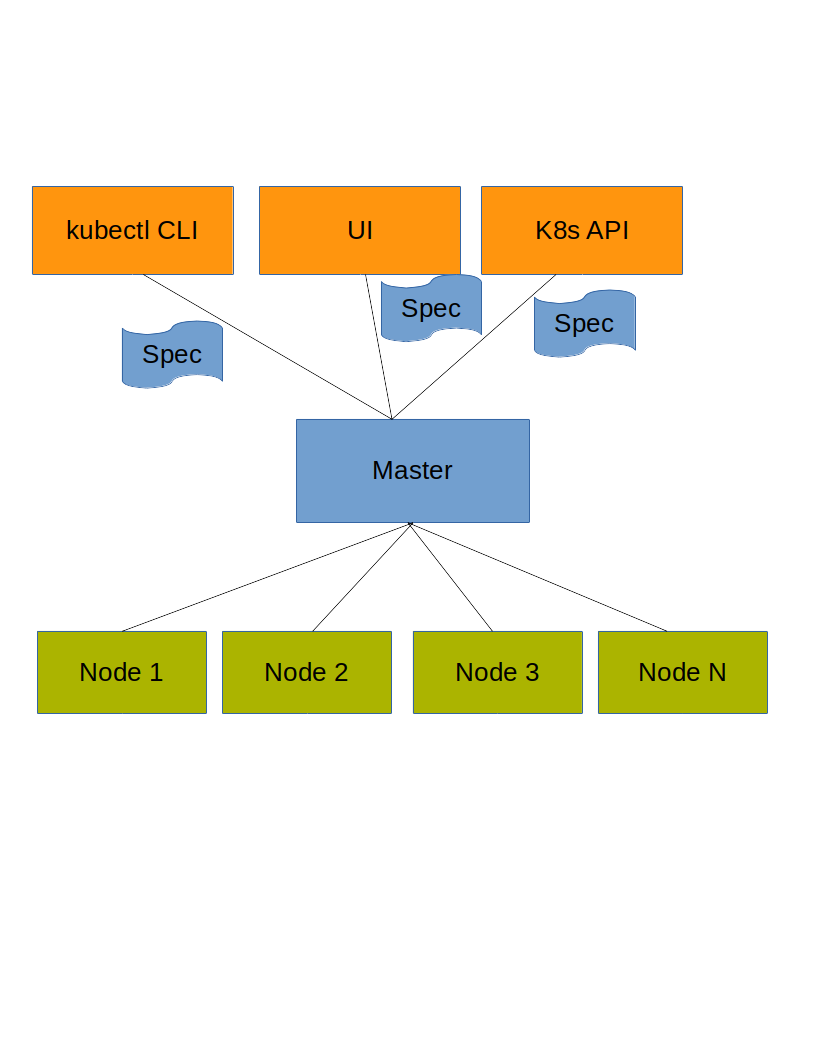 kubectl CLI
UI
K8s API
Spec
Spec
Spec
Master
Node 1
Node 2
Node 3
Node N